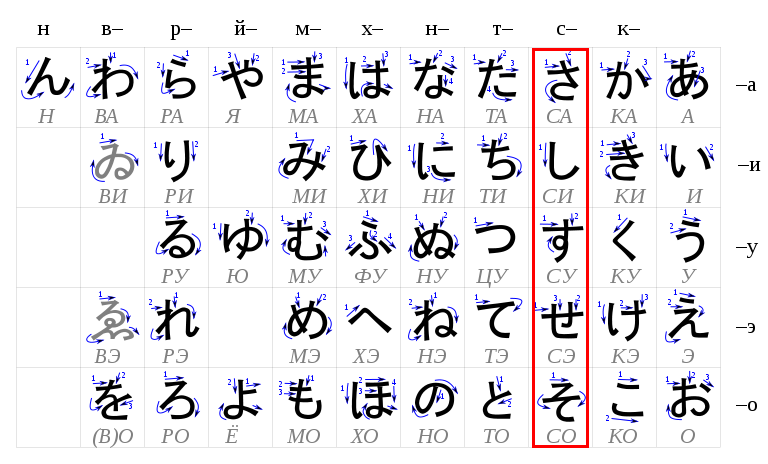 н в– р– й– м– х– н– т– с– к–
ん わ ら や ま は な た さ か あ –а
Н ВА РА Я МА ХА НА ТА СА КА А
ゐ り み ひ に ち し き い –и
ВИ РИ МИ ХИ НИ ТИ СИ КИ И
る ゆ む ふ ぬ つ す く う –у
РУ Ю МУ ФУ НУ ЦУ СУ КУ У
ゑ れ め へ ね て せ け え –э
ВЭ РЭ МЭ ХЭ НЭ ТЭ СЭ КЭ Э
を ろ よ も ほ の と そ こ お –о
(В)О РО Ё МО ХО НО ТО СО КО О